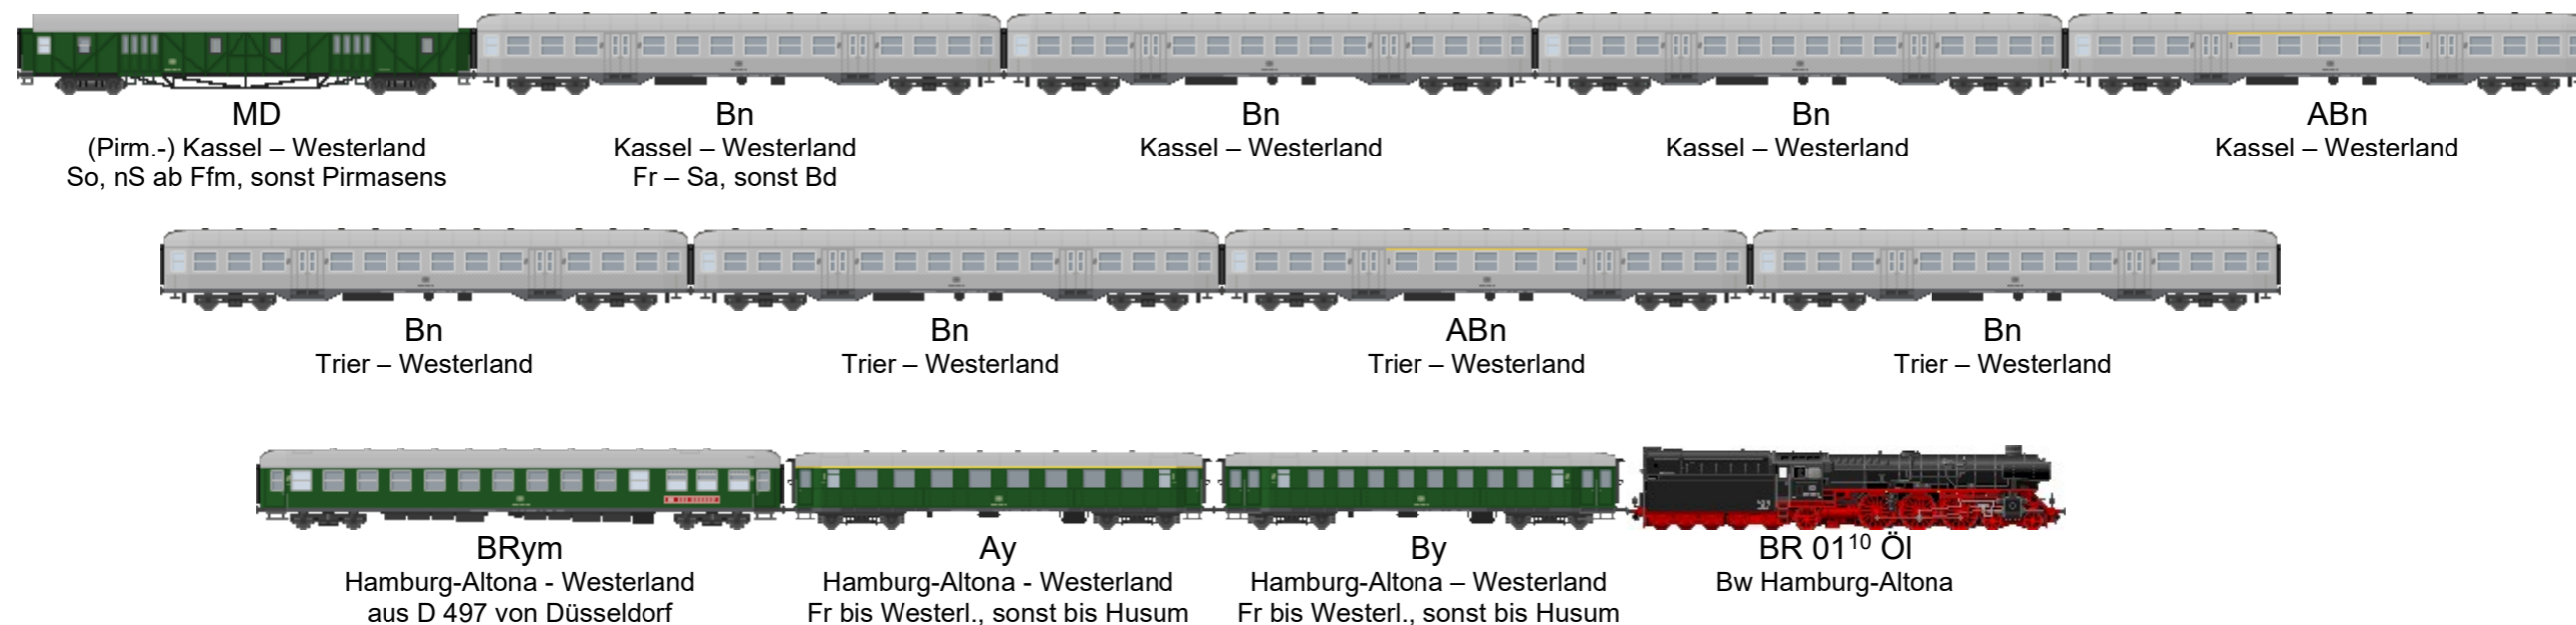 MD
(Pirm.-) Kassel – Westerland
So, nS ab Ffm, sonst Pirmasens
Bn
Kassel – Westerland
Fr – Sa, sonst Bd
Bn
Kassel – Westerland
Bn
Kassel – Westerland
ABn
Kassel – Westerland
Bn
Trier – Westerland
Bn
Trier – Westerland
ABn
Trier – Westerland
Bn
Trier – Westerland
BRym
Hamburg-Altona - Westerland
aus D 497 von Düsseldorf
Ay
Hamburg-Altona - Westerland
Fr bis Westerl., sonst bis Husum
By
Hamburg-Altona – Westerland
Fr bis Westerl., sonst bis Husum
BR 01¹⁰ Öl
Bw Hamburg-Altona